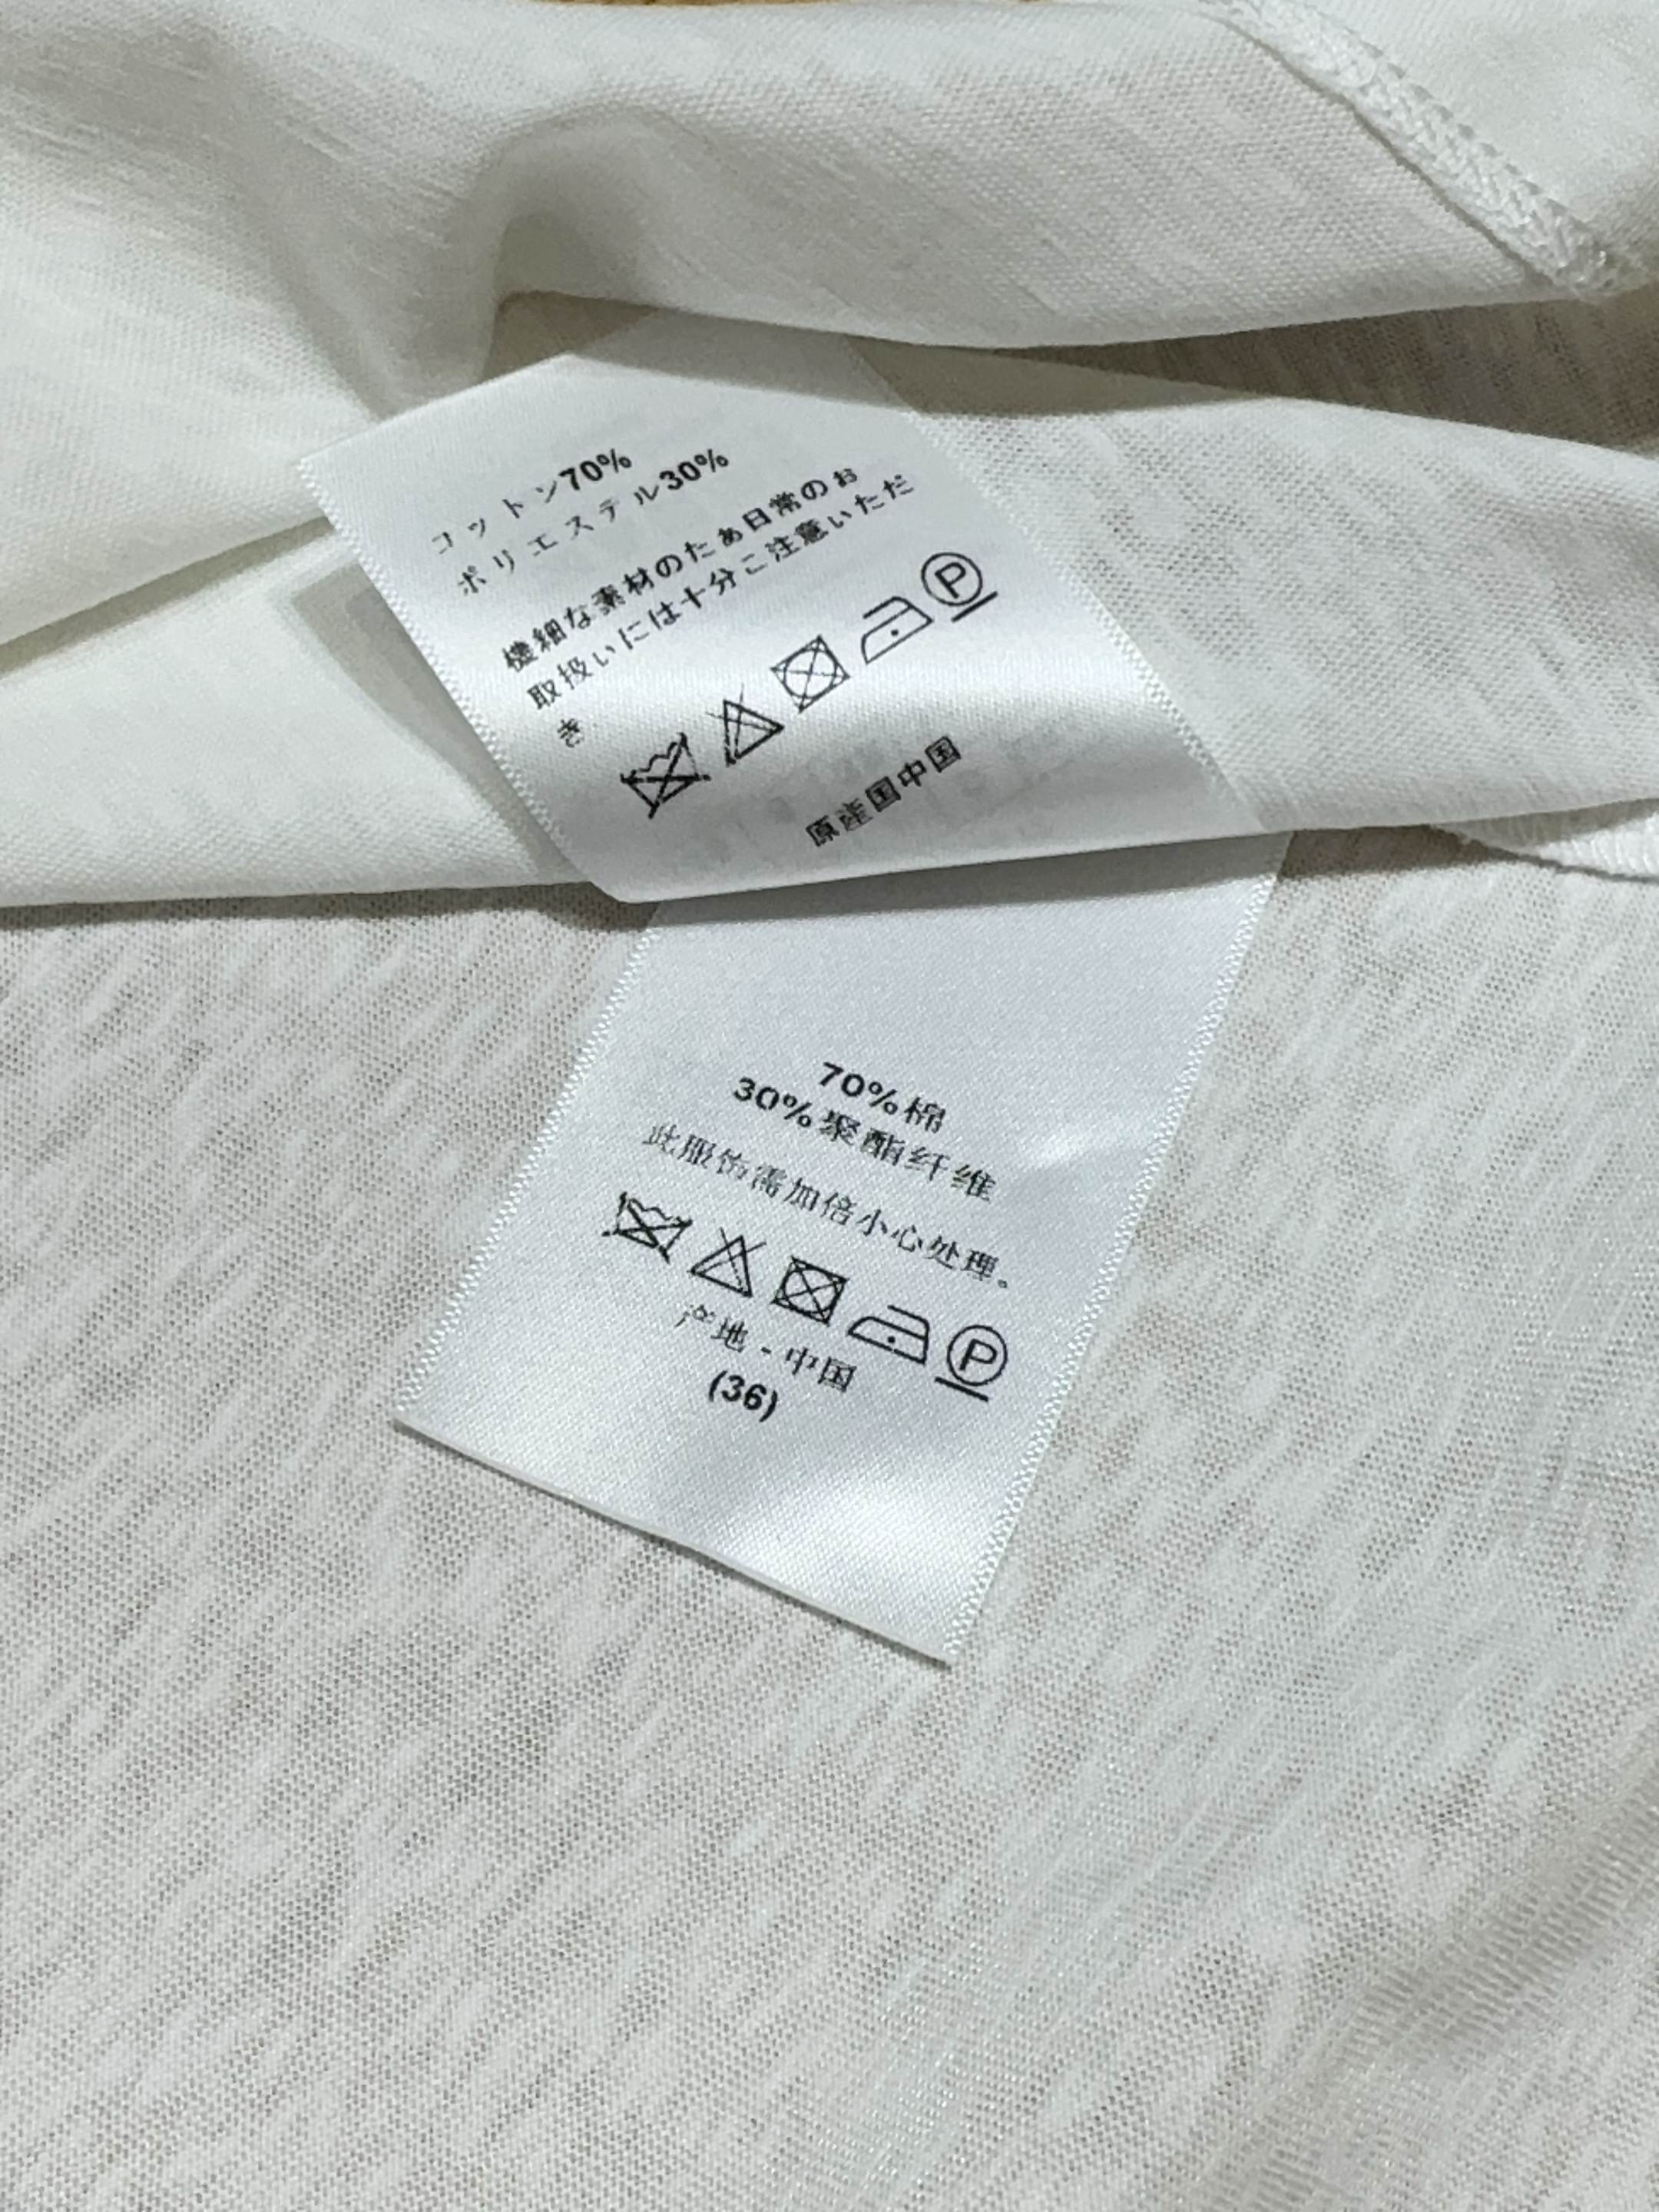 コットン70%
ポリエステル30%
機細な素材のたぁ日常のお
取扱いには十分こ注意いただ
き
原産国中国
70%棉
30%聚酯纤维
此服饰需加倍小心处理。
产地-中国
(36)